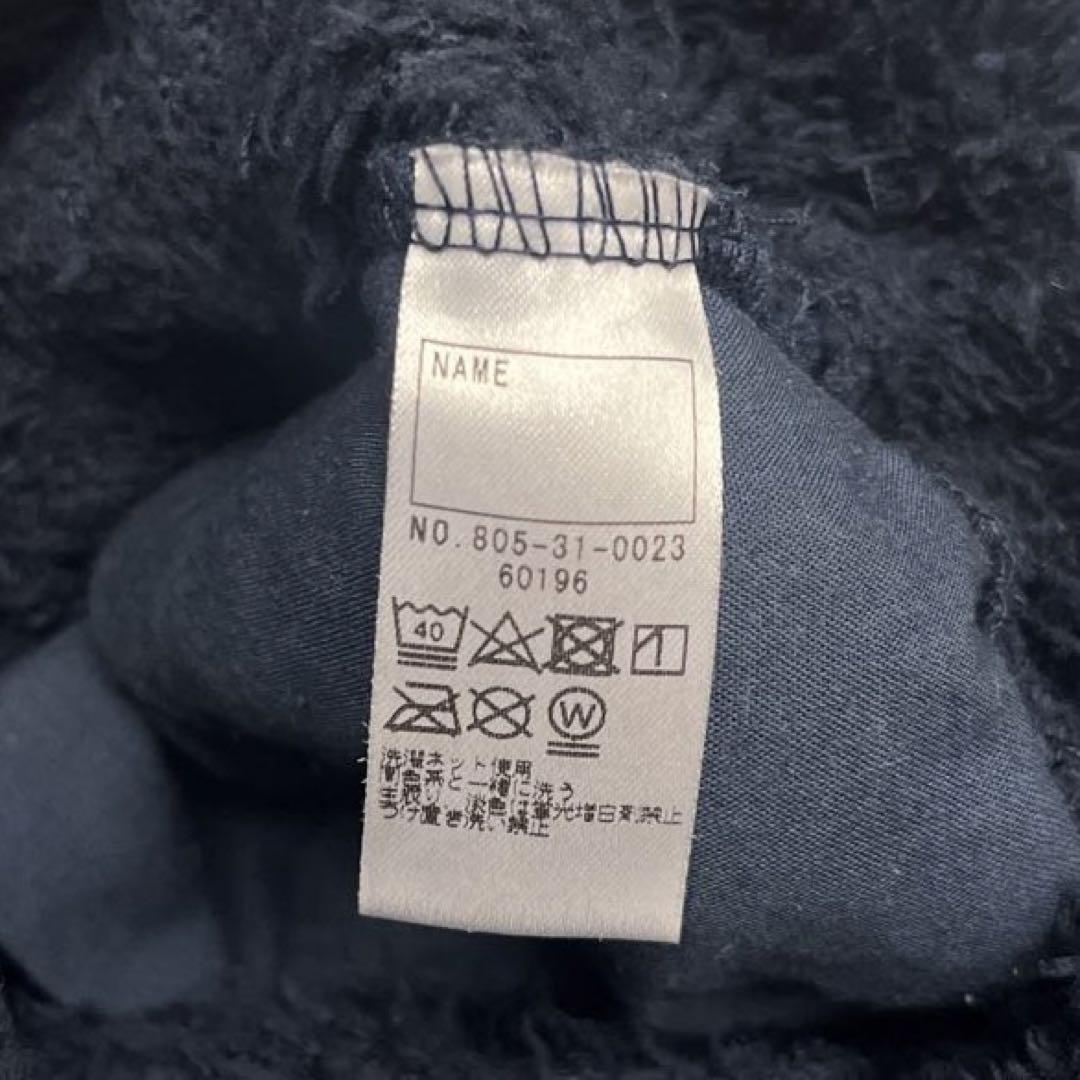 NAME
NO.805-31-0023
60196
40
W
洗濯ネット使用
同色系と一緒に洗う
生成り、淡色は蛍光増白剤禁止
つけ置き洗い禁止